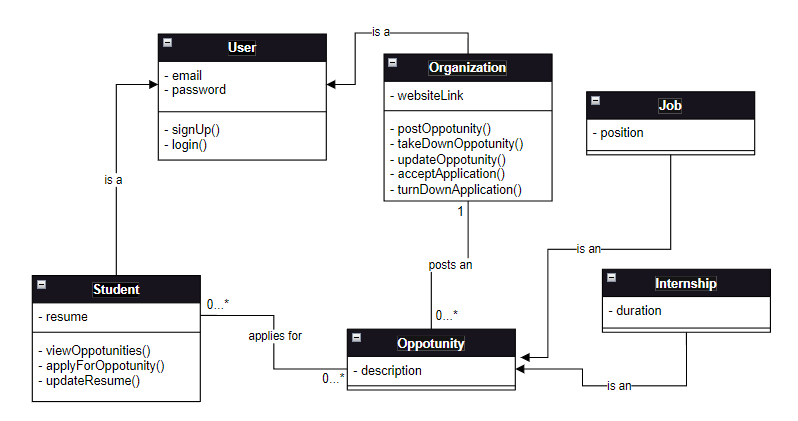 User
- email
- password
- signUp()
- login()
is a
Organization
- websiteLink
- postOppotunity()
- takeDownOppotunity()
- updateOppotunity()
- acceptApplication()
- turnDownApplication()
Job
- position
is a
1
posts an
0...*
is an
Student
- resume
- viewOppotunities()
- applyForOppotunity()
- updateResume()
0...*
applies for
0...*
Oppotunity
- description
Internship
- duration
is an